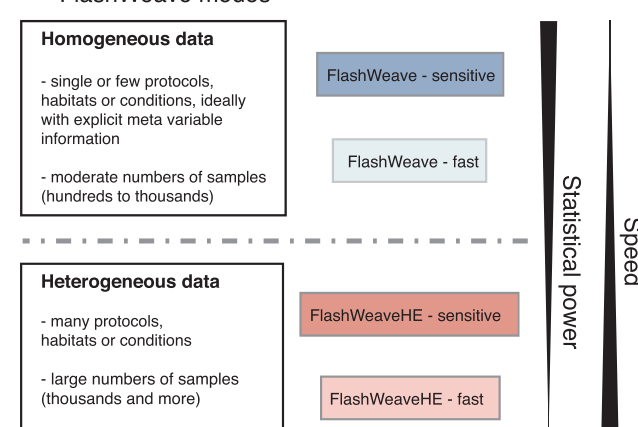 Homogeneous data
- single or few protocols,
habitats or conditions, ideally
with explicit meta variable
information
- moderate numbers of samples
(hundreds to thousands)
FlashWeave - sensitive
FlashWeave - fast
Heterogeneous data
- many protocols,
habitats or conditions
- large numbers of samples
(thousands and more)
FlashWeaveHE - sensitive
FlashWeaveHE - fast
Statistical power
Speed